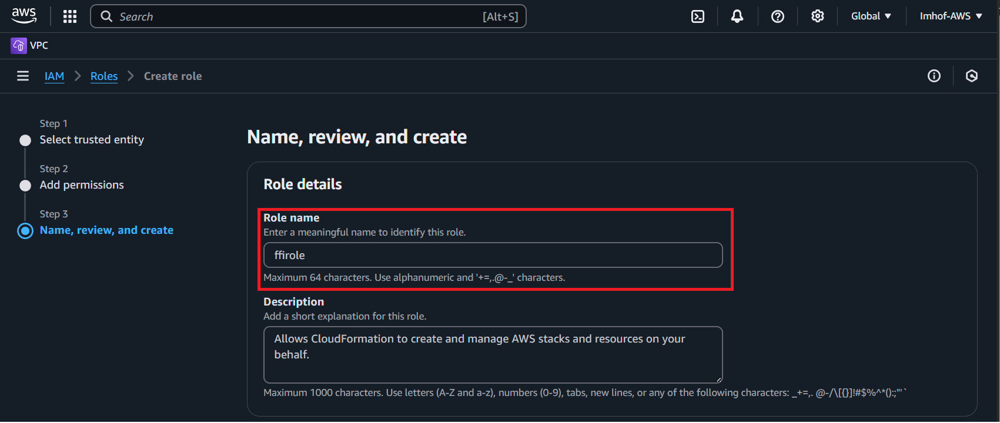 aws
Search [Alt+S]
Global
Imhof-AWS
VPC
IAM > Roles > Create role
Step 1
Select trusted entity
Step 2
Add permissions
Step 3
Name, review, and create
Name, review, and create
Role details
Role name
Enter a meaningful name to identify this role.
ffirole
Maximum 64 characters. Use alphanumeric and '+=,.@-_' characters.
Description
Add a short explanation for this role.
Allows CloudFormation to create and manage AWS stacks and resources on your
behalf.
Maximum 1000 characters. Use letters (A-Z and a-z), numbers (0-9), tabs, new lines, or any of the following characters: _+=,. @-/\[{}]!#$%^*();:"'`